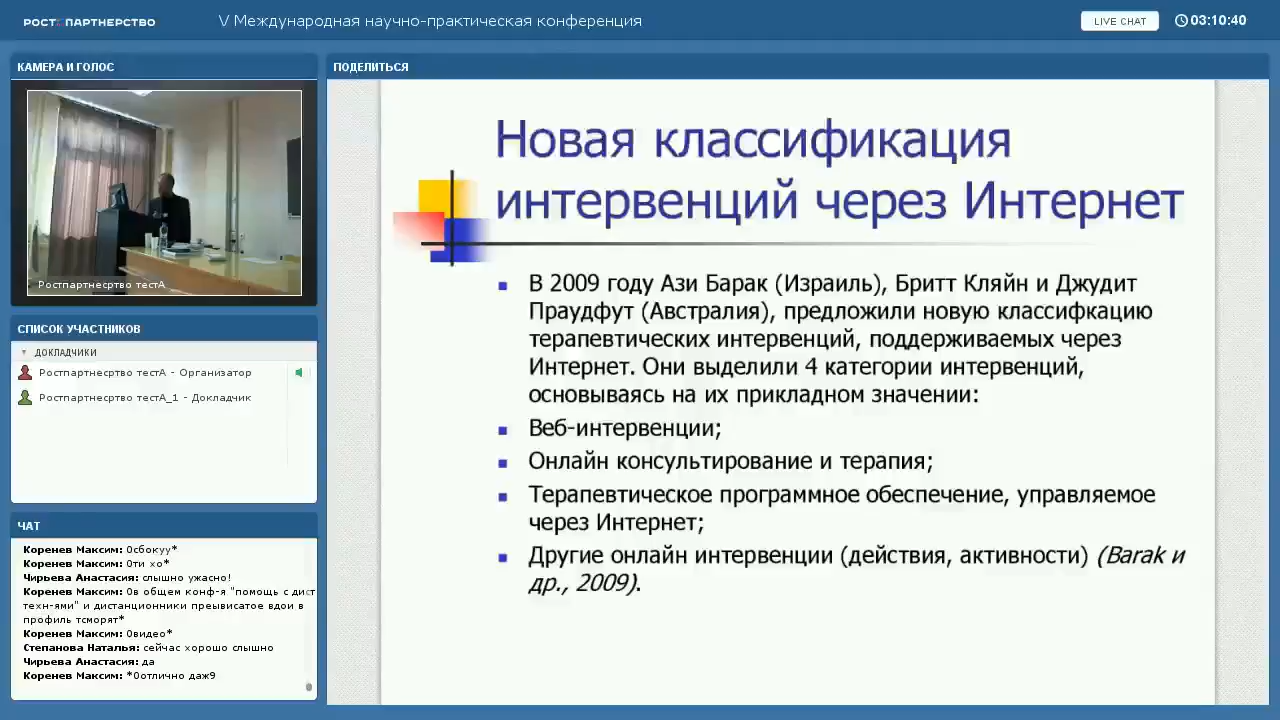 РОСТ ПАРТНЕРСТВО
V Международная научно-практическая конференция
LIVE CHAT
03:10:40
КАМЕРА И ГОЛОС
Ростпартнесртво тестА
СПИСОК УЧАСТНИКОВ
ДОКЛАДЧИКИ
Ростпартнесртво тестА - Организатор
Ростпартнесртво тестА_1 - Докладчик
ЧАТ
Коренев Максим: 0сбокуу*
Коренев Максим: 0ти хо*
Чирьева Анастасия: слышно ужасно!
Коренев Максим: 0в общем конф-я "помощь с дист
техн-ями" и дистанционники преывисатое вдои в
профиль тсморят*
Коренев Максим: 0видео*
Степанова Наталья: сейчас хорошо слышно
Чирьева Анастасия: да
Коренев Максим: *0отлично даж9
ПОДЕЛИТЬСЯ
Новая классификация
интервенций через Интернет
В 2009 году Ази Барак (Израиль), Бритт Кляйн и Джудит
Праудфут (Австралия), предложили новую классифкацию
терапевтических интервенций, поддерживаемых через
Интернет. Они выделили 4 категории интервенций,
основываясь на их прикладном значении:
Веб-интервенции;
Онлайн консультирование и терапия;
Терапевтическое программное обеспечение, управляемое
через Интернет;
Другие онлайн интервенции (действия, активности) (Barak и
др., 2009).